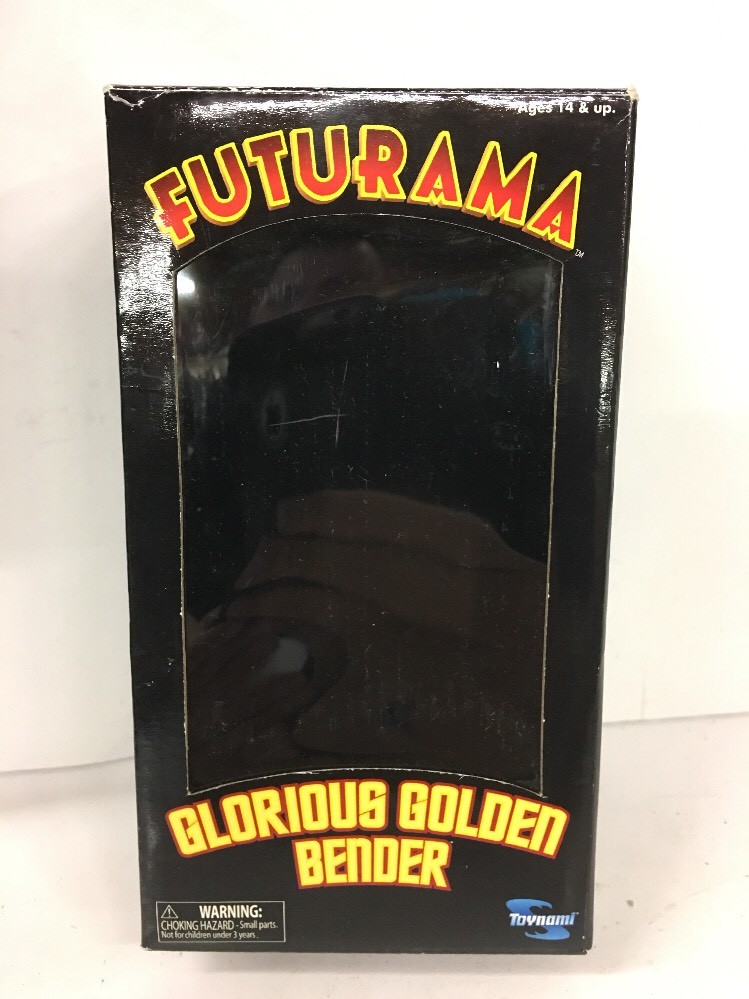 Ages 14 & up.
FUTURAMA
TM
GLORIOUS GOLDEN
BENDER
WARNING:
CHOKING HAZARD - Small parts.
Not for children under 3 years.
Toynami